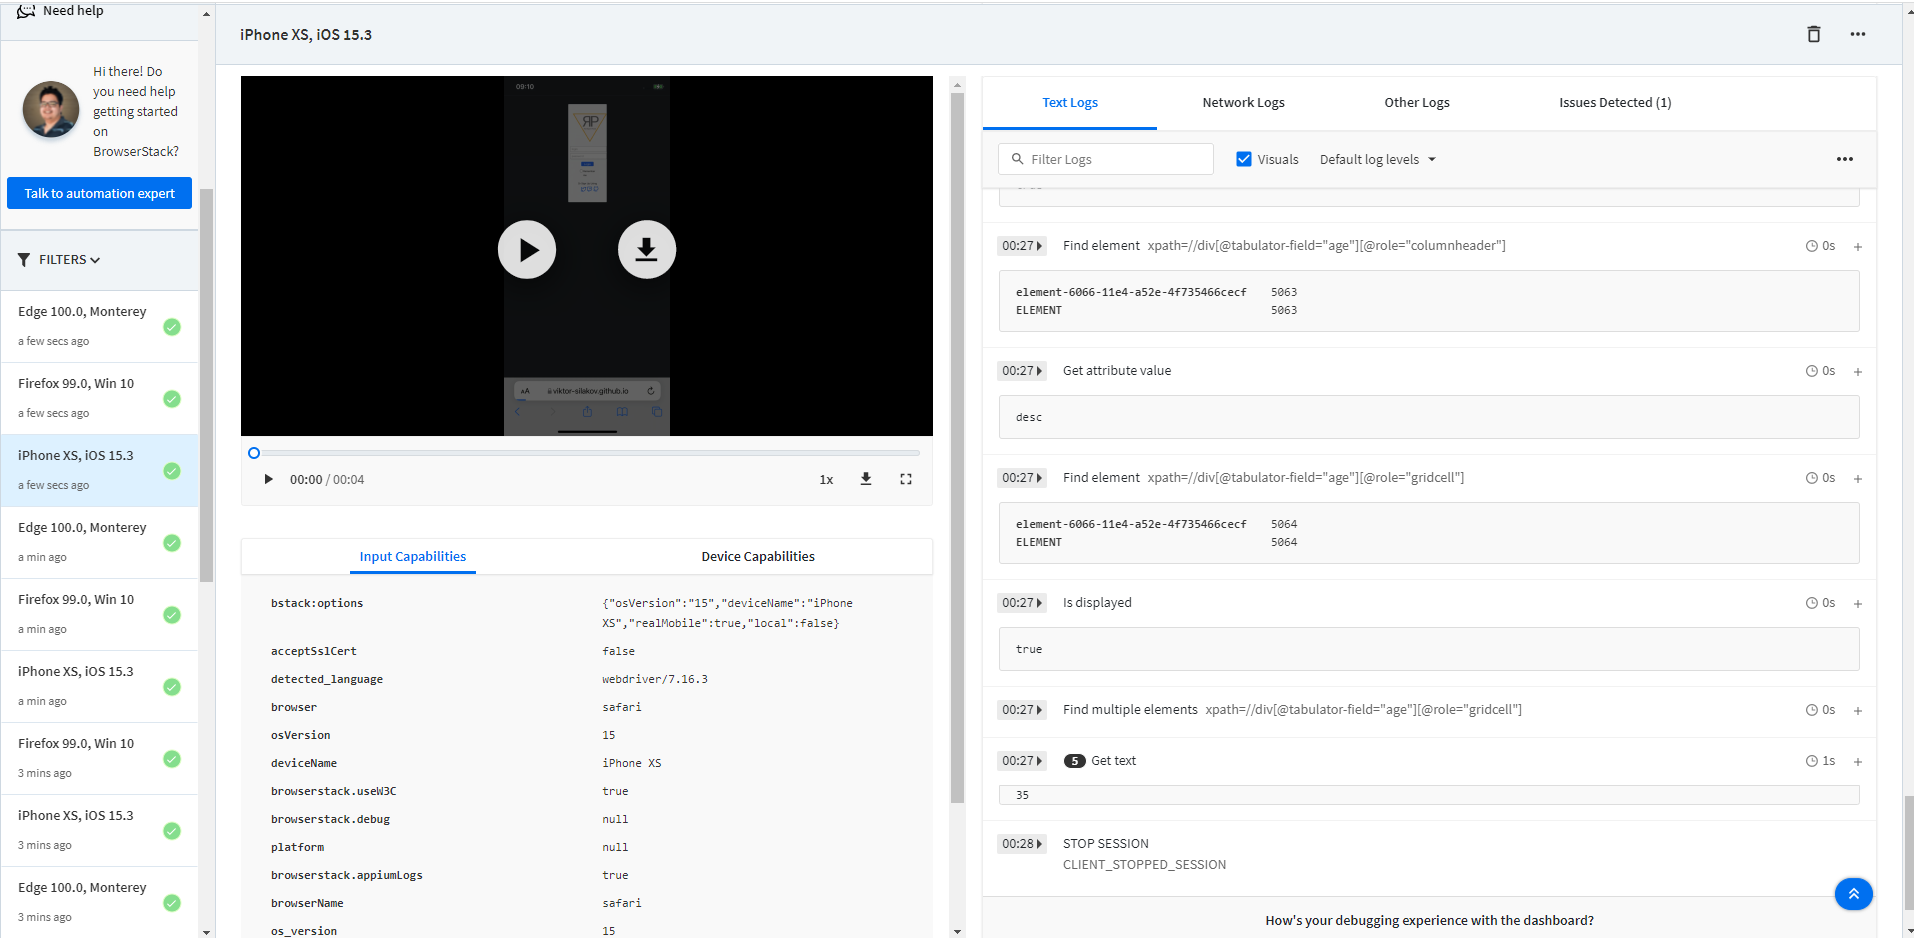 Need help
Hi there! Do
you need help
getting started
on
BrowserStack?
Talk to automation expert
FILTERS
Edge 100.0, Monterey
a few secs ago
Firefox 99.0, Win 10
a few secs ago
iPhone XS, iOS 15.3
a few secs ago
Edge 100.0, Monterey
a min ago
Firefox 99.0, Win 10
a min ago
iPhone XS, iOS 15.3
a min ago
Firefox 99.0, Win 10
3 mins ago
iPhone XS, iOS 15.3
3 mins ago
Edge 100.0, Monterey
3 mins ago
iPhone XS, iOS 15.3
09:10
AA viktor-silakov.github.io
00:00 / 00:04 1x
Input Capabilities Device Capabilities
bstack:options {"osVersion":"15","deviceName":"iPhone
XS","realMobile":true,"local":false}
acceptSslCert false
detected_language webdriver/7.16.3
browser safari
osVersion 15
deviceName iPhone XS
browserstack.useW3C true
browserstack.debug null
platform null
browserstack.appiumLogs true
browserName safari
os_version 15
Text Logs Network Logs Other Logs Issues Detected (1)
Filter Logs Visuals Default log levels
00:27 Find element xpath=//div[@tabulator-field="age"][@role="columnheader"] 0s +
element-6066-11e4-a52e-4f735466cecf 5063
ELEMENT 5063
00:27 Get attribute value 0s +
desc
00:27 Find element xpath=//div[@tabulator-field="age"][@role="gridcell"] 0s +
element-6066-11e4-a52e-4f735466cecf 5064
ELEMENT 5064
00:27 Is displayed 0s +
true
00:27 Find multiple elements xpath=//div[@tabulator-field="age"][@role="gridcell"] 0s +
00:27 5 Get text 1s +
35
00:28 STOP SESSION
CLIENT_STOPPED_SESSION
How's your debugging experience with the dashboard?